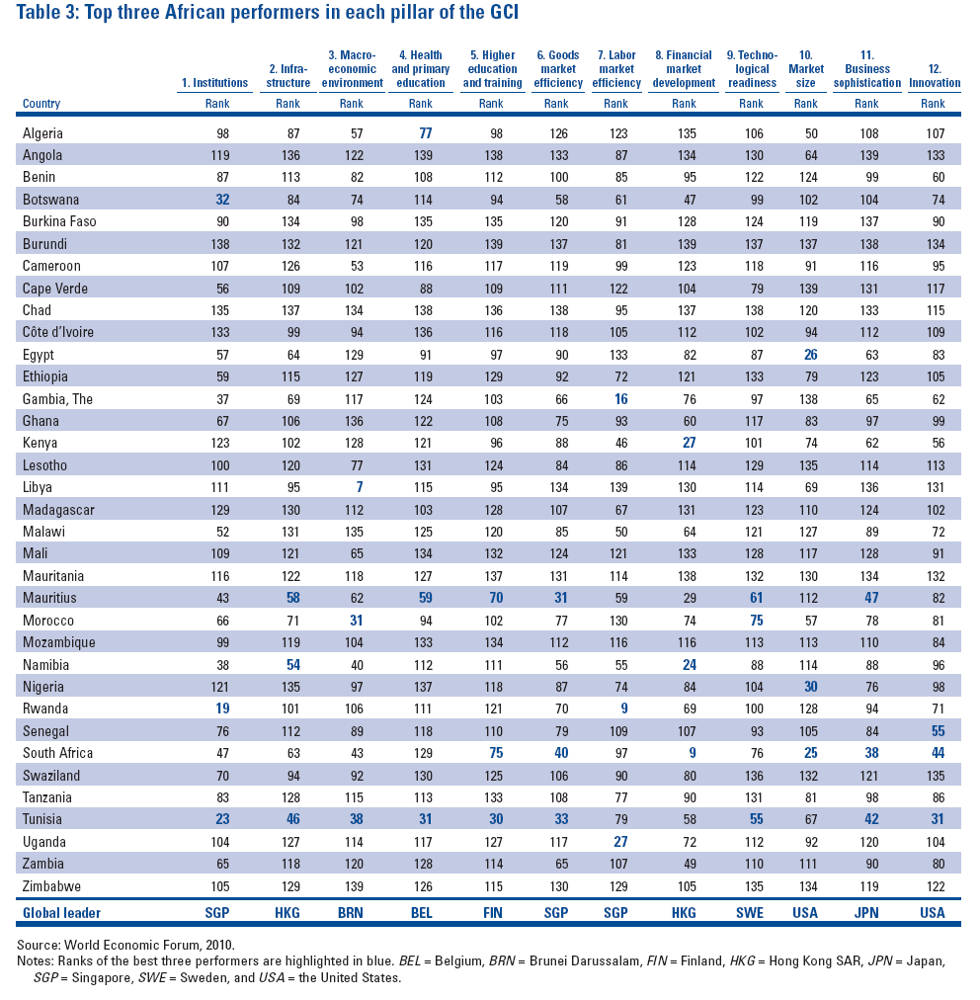 Table 3: Top three African performers in each pillar of the GCI
3. Macro- 4. Health 5. Higher 6. Goods 7. Labor 8. Financial 9. Techno- 10. 11.
2. Infra- economic and primary education market market market logical Market Business 12.
1. Institutions structure environment education and training efficiency efficiency development readiness size sophistication Innovation
Country Rank Rank Rank Rank Rank Rank Rank Rank Rank Rank Rank Rank
Algeria 98 87 57 77 98 126 123 135 106 50 108 107
Angola 119 136 122 139 138 133 87 134 130 64 139 133
Benin 87 113 82 108 112 100 85 95 122 124 99 60
Botswana 32 84 74 114 94 58 61 47 99 102 104 74
Burkina Faso 90 134 98 135 135 120 91 128 124 119 137 90
Burundi 138 132 121 120 139 137 81 139 137 137 138 134
Cameroon 107 126 53 116 117 119 99 123 118 91 116 95
Cape Verde 56 109 102 88 109 111 122 104 79 139 131 117
Chad 135 137 134 138 136 138 95 137 138 120 133 115
Côte d’Ivoire 133 99 94 136 116 118 105 112 102 94 112 109
Egypt 57 64 129 91 97 90 133 82 87 26 63 83
Ethiopia 59 115 127 119 129 92 72 121 133 79 123 105
Gambia, The 37 69 117 124 103 66 16 76 97 138 65 62
Ghana 67 106 136 122 108 75 93 60 117 83 97 99
Kenya 123 102 128 121 96 88 46 27 101 74 62 56
Lesotho 100 120 77 131 124 84 86 114 129 135 114 113
Libya 111 95 7 115 95 134 139 130 114 69 136 131
Madagascar 129 130 112 103 128 107 67 131 123 110 124 102
Malawi 52 131 135 125 120 85 50 64 121 127 89 72
Mali 109 121 65 134 132 124 121 133 128 117 128 91
Mauritania 116 122 118 127 137 131 114 138 132 130 134 132
Mauritius 43 58 62 59 70 31 59 29 61 112 47 82
Morocco 66 71 31 94 102 77 130 74 75 57 78 81
Mozambique 99 119 104 133 134 112 116 116 113 113 110 84
Namibia 38 54 40 112 111 56 55 24 88 114 88 96
Nigeria 121 135 97 137 118 87 74 84 104 30 76 98
Rwanda 19 101 106 111 121 70 9 69 100 128 94 71
Senegal 76 112 89 118 110 79 109 107 93 105 84 55
South Africa 47 63 43 129 75 40 97 9 76 25 38 44
Swaziland 70 94 92 130 125 106 90 80 136 132 121 135
Tanzania 83 128 115 113 133 108 77 90 131 81 98 86
Tunisia 23 46 38 31 30 33 79 58 55 67 42 31
Uganda 104 127 114 117 127 117 27 72 112 92 120 104
Zambia 65 118 120 128 114 65 107 49 110 111 90 80
Zimbabwe 105 129 139 126 115 130 129 105 135 134 119 122
Global leader SGP HKG BRN BEL FIN SGP SGP HKG SWE USA JPN USA
Source: World Economic Forum, 2010.
Notes: Ranks of the best three performers are highlighted in blue. BEL = Belgium, BRN = Brunei Darussalam, FIN = Finland, HKG = Hong Kong SAR, JPN = Japan,
SGP = Singapore, SWE = Sweden, and USA = the United States.